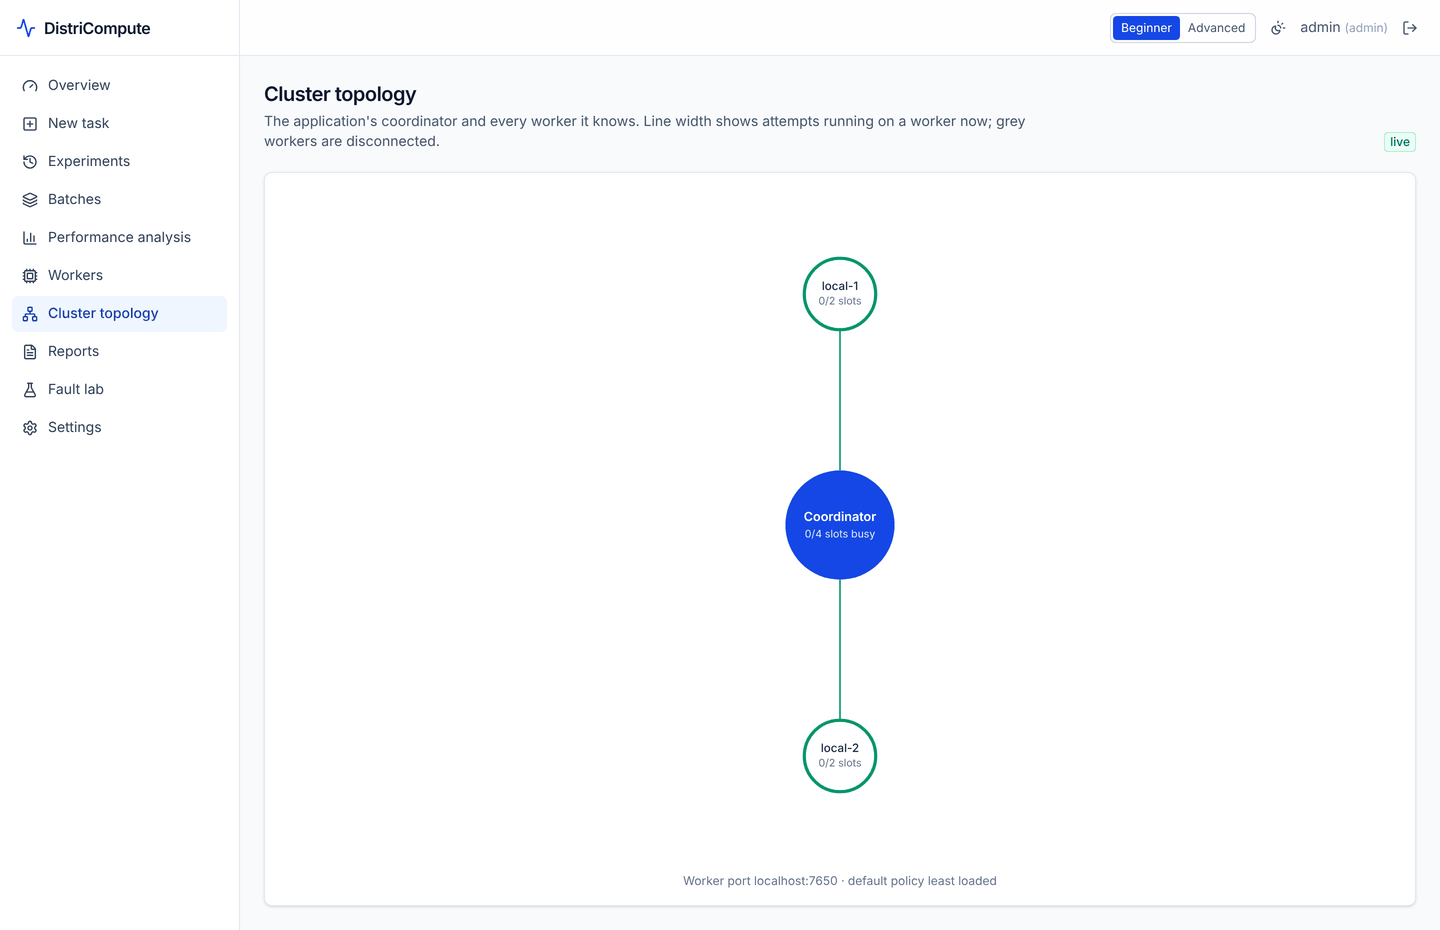 DistriCompute
Beginner
Advanced
admin (admin)
Overview
New task
Experiments
Batches
Performance analysis
Workers
Cluster topology
Reports
Fault lab
Settings
Cluster topology
The application's coordinator and every worker it knows. Line width shows attempts running on a worker now; grey
workers are disconnected.
live
local-1
0/2 slots
Coordinator
0/4 slots busy
local-2
0/2 slots
Worker port localhost:7650 · default policy least loaded